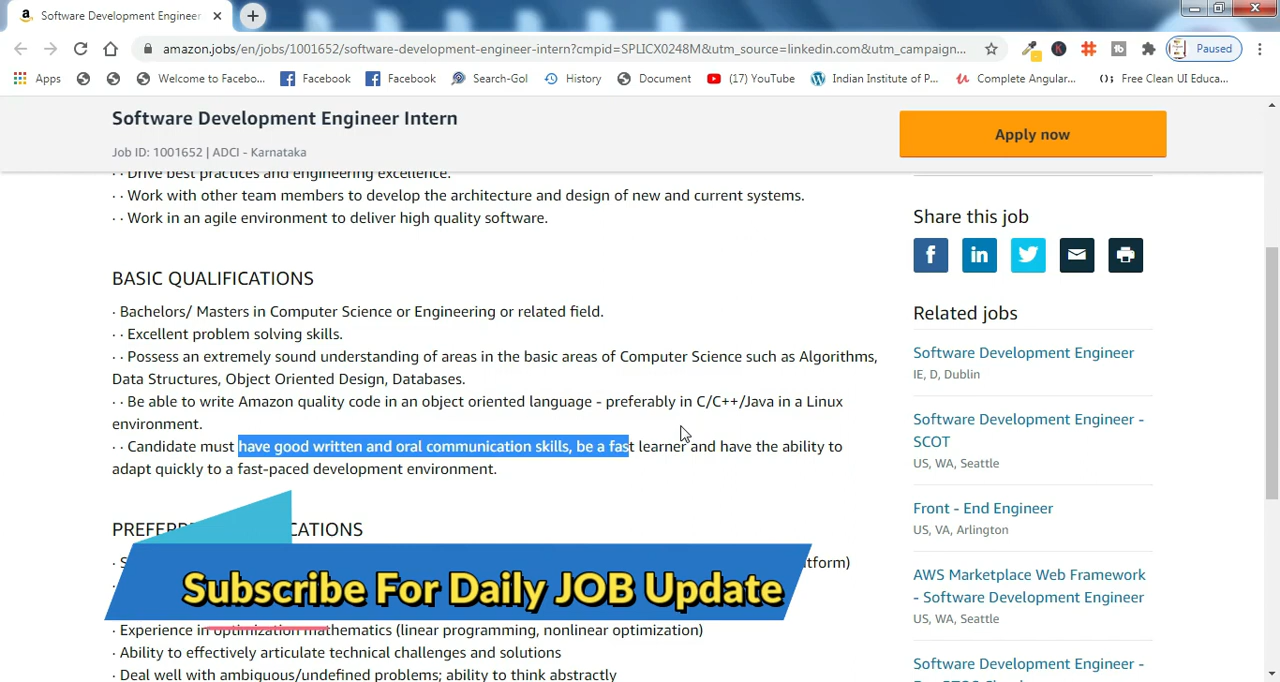 Software Development Engineer
amazon.jobs/en/jobs/1001652/software-development-engineer-intern?cmpid=SPLICX0248M&utm_source=linkedin.com&utm_campaign...
Paused
Apps
Welcome to Facebo...
Facebook
Facebook
Search-Gol
History
Document
(17) YouTube
Indian Institute of P...
Complete Angular...
Free Clean UI Educa...
Software Development Engineer Intern
Job ID: 1001652 | ADCI - Karnataka
Apply now
· · Drive best practices and engineering excellence.
· · Work with other team members to develop the architecture and design of new and current systems.
· · Work in an agile environment to deliver high quality software.
BASIC QUALIFICATIONS
· Bachelors/ Masters in Computer Science or Engineering or related field.
· · Excellent problem solving skills.
· · Possess an extremely sound understanding of areas in the basic areas of Computer Science such as Algorithms,
Data Structures, Object Oriented Design, Databases.
· · Be able to write Amazon quality code in an object oriented language - preferably in C/C++/Java in a Linux
environment.
· · Candidate must have good written and oral communication skills, be a fast learner and have the ability to
adapt quickly to a fast-paced development environment.
Subscribe For Daily JOB Update
· Experience in optimization mathematics (linear programming, nonlinear optimization)
· Ability to effectively articulate technical challenges and solutions
· Deal well with ambiguous/undefined problems; ability to think abstractly
Share this job
Related jobs
Software Development Engineer
IE, D, Dublin
Software Development Engineer -
SCOT
US, WA, Seattle
Front - End Engineer
US, VA, Arlington
AWS Marketplace Web Framework
- Software Development Engineer
US, WA, Seattle
Software Development Engineer -